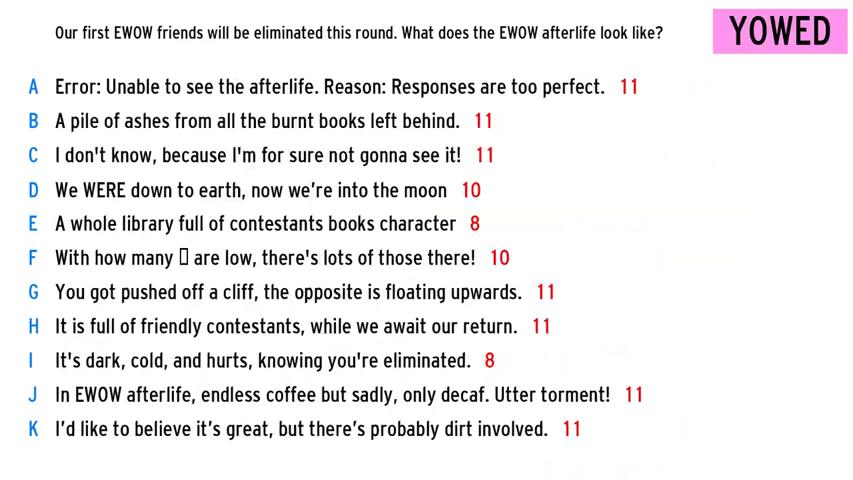 Our first EWOW friends will be eliminated this round. What does the EWOW afterlife look like?
YOWED
A Error: Unable to see the afterlife. Reason: Responses are too perfect. 11
B A pile of ashes from all the burnt books left behind. 11
C I don't know, because I'm for sure not gonna see it! 11
D We WERE down to earth, now we’re into the moon 10
E A whole library full of contestants books character 8
F With how many ▯ are low, there's lots of those there! 10
G You got pushed off a cliff, the opposite is floating upwards. 11
H It is full of friendly contestants, while we await our return. 11
I It's dark, cold, and hurts, knowing you're eliminated. 8
J In EWOW afterlife, endless coffee but sadly, only decaf. Utter torment! 11
K I’d like to believe it’s great, but there’s probably dirt involved. 11